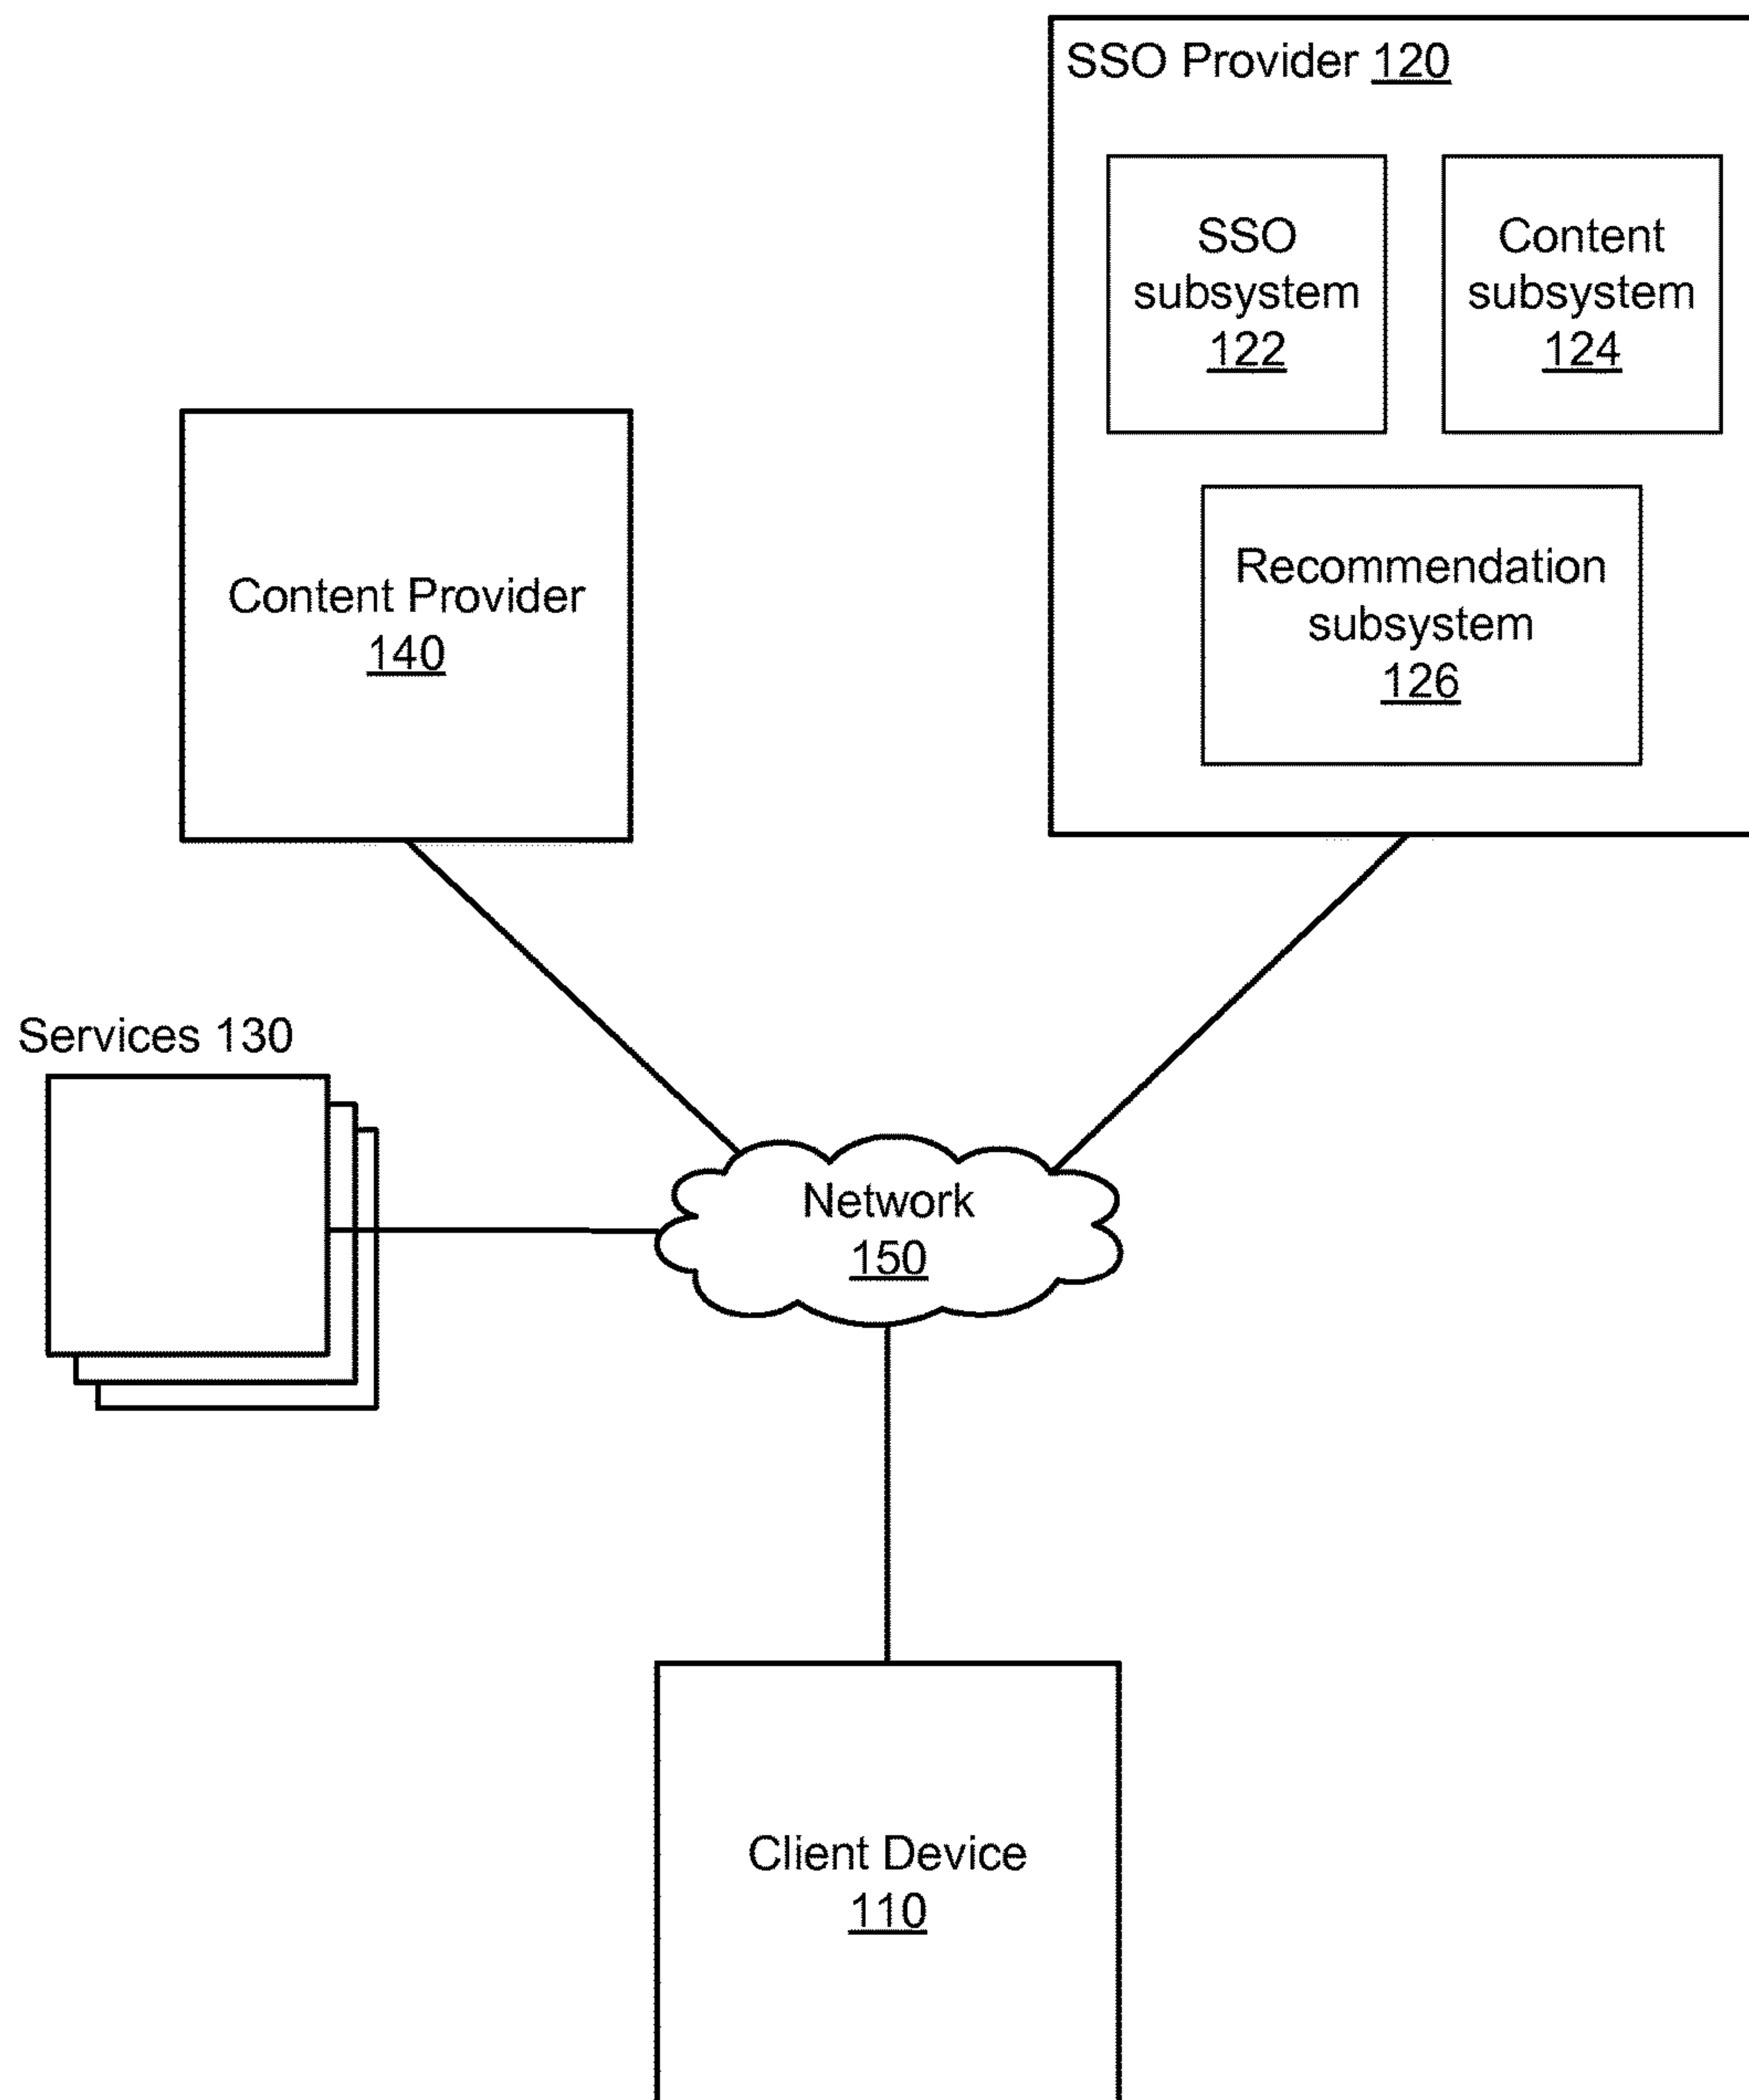 SSO Provider 120
SSO
subsystem
122
Content
subsystem
124
Recommendation
subsystem
126
Content Provider
140
Services 130
Network
150
Client Device
110